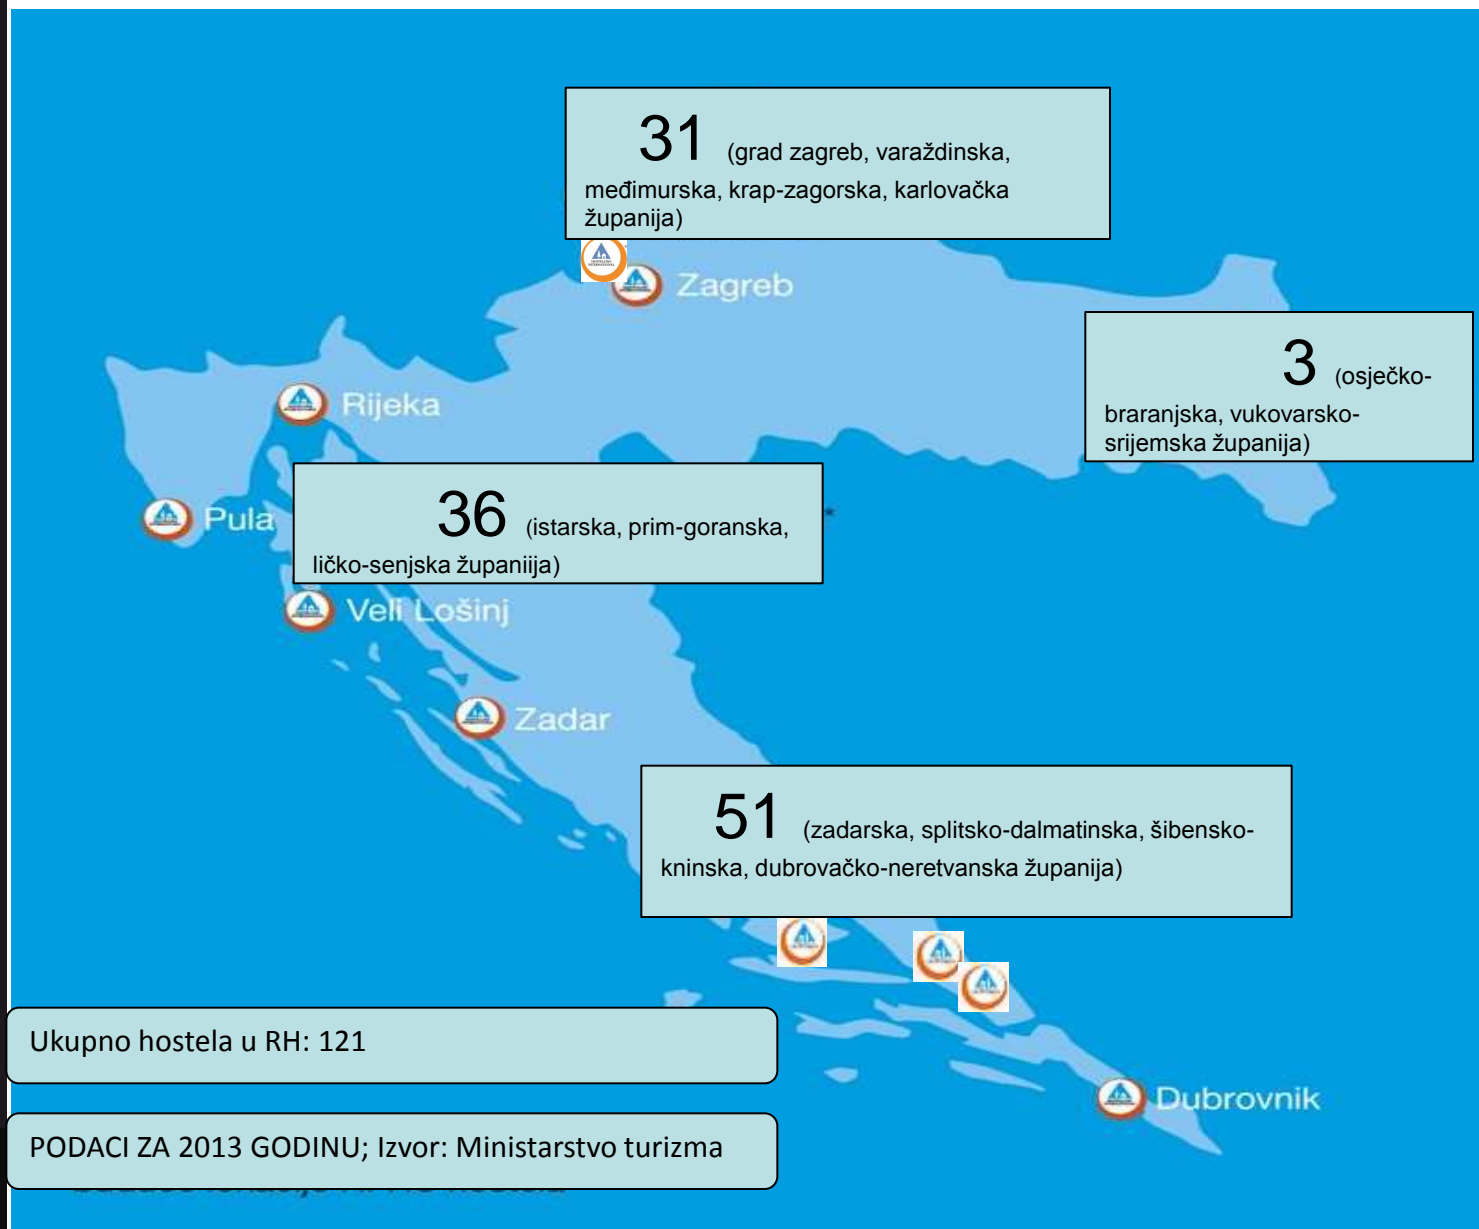 31 (grad zagreb, varaždinska,
međimurska, krap-zagorska, karlovačka
županija)
Zagreb
3 (osječko-
braranjska, vukovarsko-
srijemska županija)
Rijeka
36 (istarska, prim-goranska,
ličko-senjska županiija)
*
Pula
Veli Lošinj
Zadar
51 (zadarska, splitsko-dalmatinska, šibensko-
kninska, dubrovačko-neretvanska županija)
Ukupno hostela u RH: 121
Dubrovnik
PODACI ZA 2013 GODINU; Izvor: Ministarstvo turizma